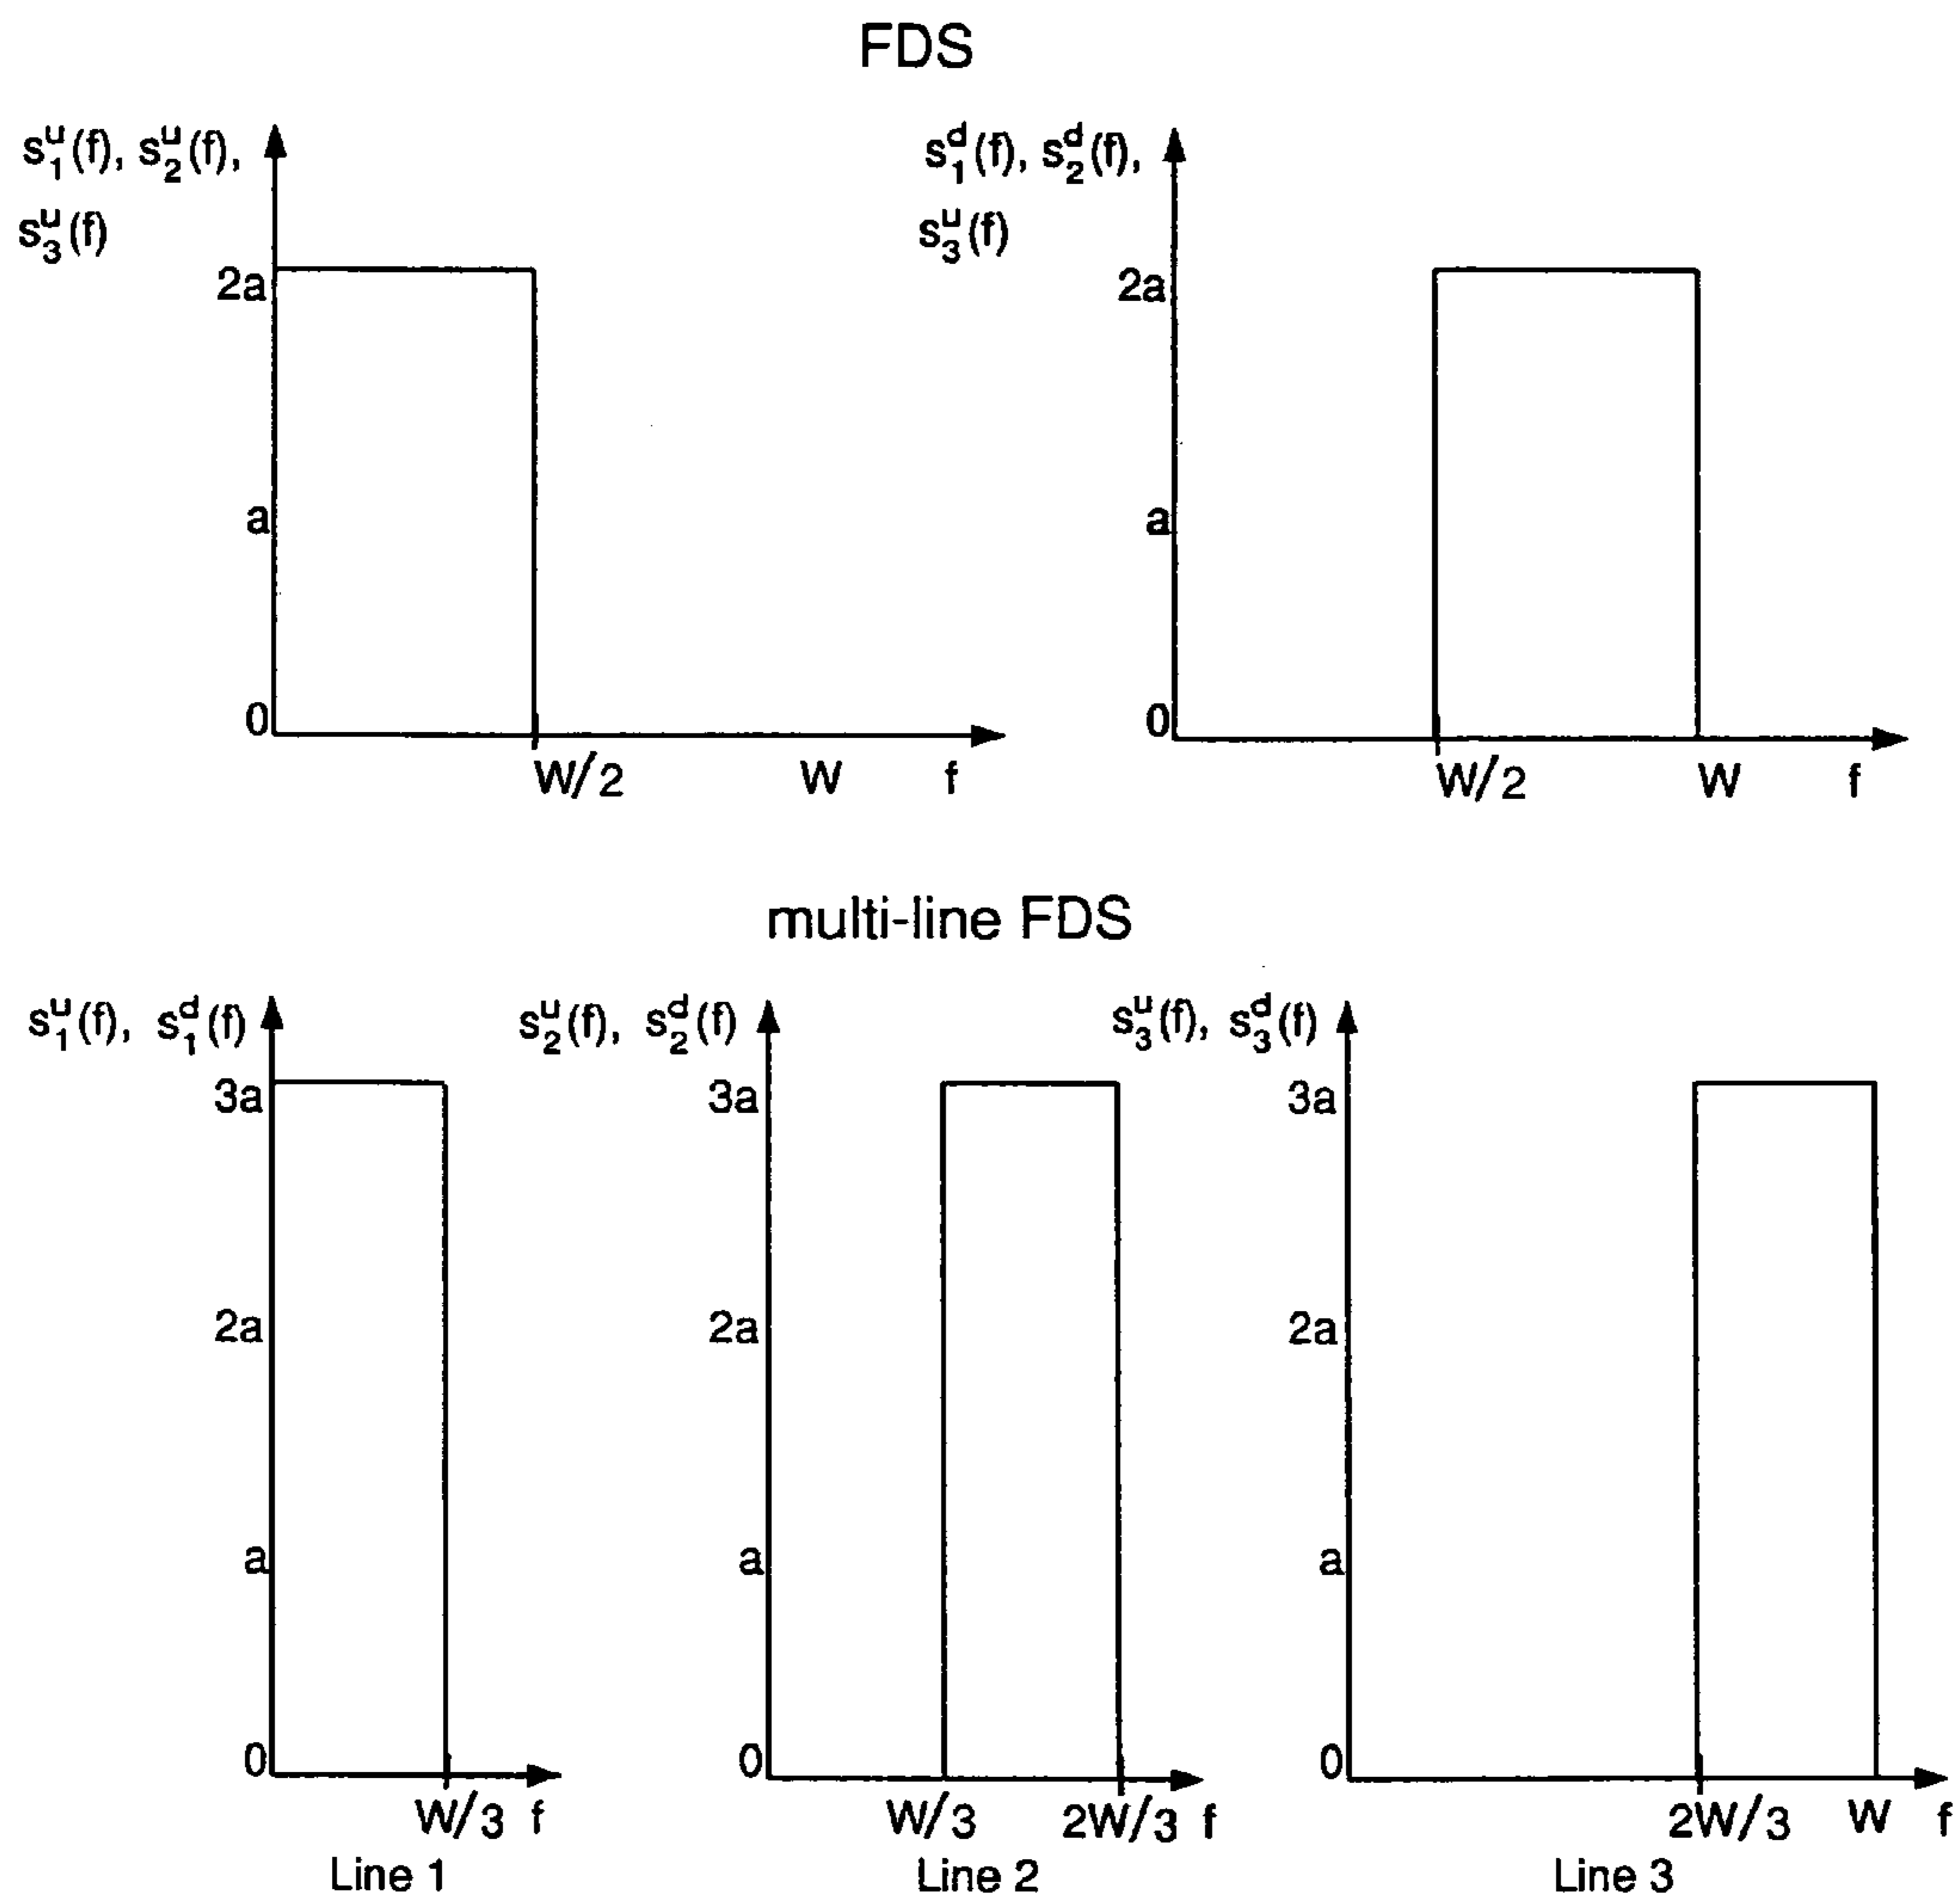 FDS
s₁ᵘ(f), s₂ᵘ(f),
s₃ᵘ(f)
2a
a
0
W/2 W f
s₁ᵈ(f), s₂ᵈ(f),
s₃ᵘ(f)
2a
a
0
W/2 W f
multi-line FDS
s₁ᵘ(f), s₁ᵈ(f)
3a
2a
a
0
W/3 f
Line 1
s₂ᵘ(f), s₂ᵈ(f)
3a
2a
a
0
W/3 2W/3 f
Line 2
s₃ᵘ(f), s₃ᵈ(f)
3a
2a
a
0
2W/3 W f
Line 3